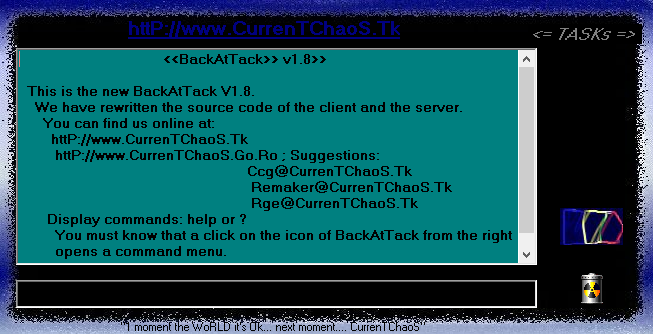 httP://www.CurrenTChaoS.Tk
<= TASKs =>
<<BackAtTack>> v1.8>>
This is the new BackAtTack V1.8.
We have rewritten the source code of the client and the server.
You can find us online at:
httP://www.CurrenTChaoS.Tk
httP://www.CurrenTChaoS.Go.Ro ; Suggestions:
Ccg@CurrenTChaoS.Tk
Remaker@CurrenTChaoS.Tk
Rge@CurrenTChaoS.Tk
Display commands: help or ?
You must know that a click on the icon of BackAtTack from the right
opens a command menu.
"1 moment the WoRLD it's Ok... next moment.... CurrenTChaoS"